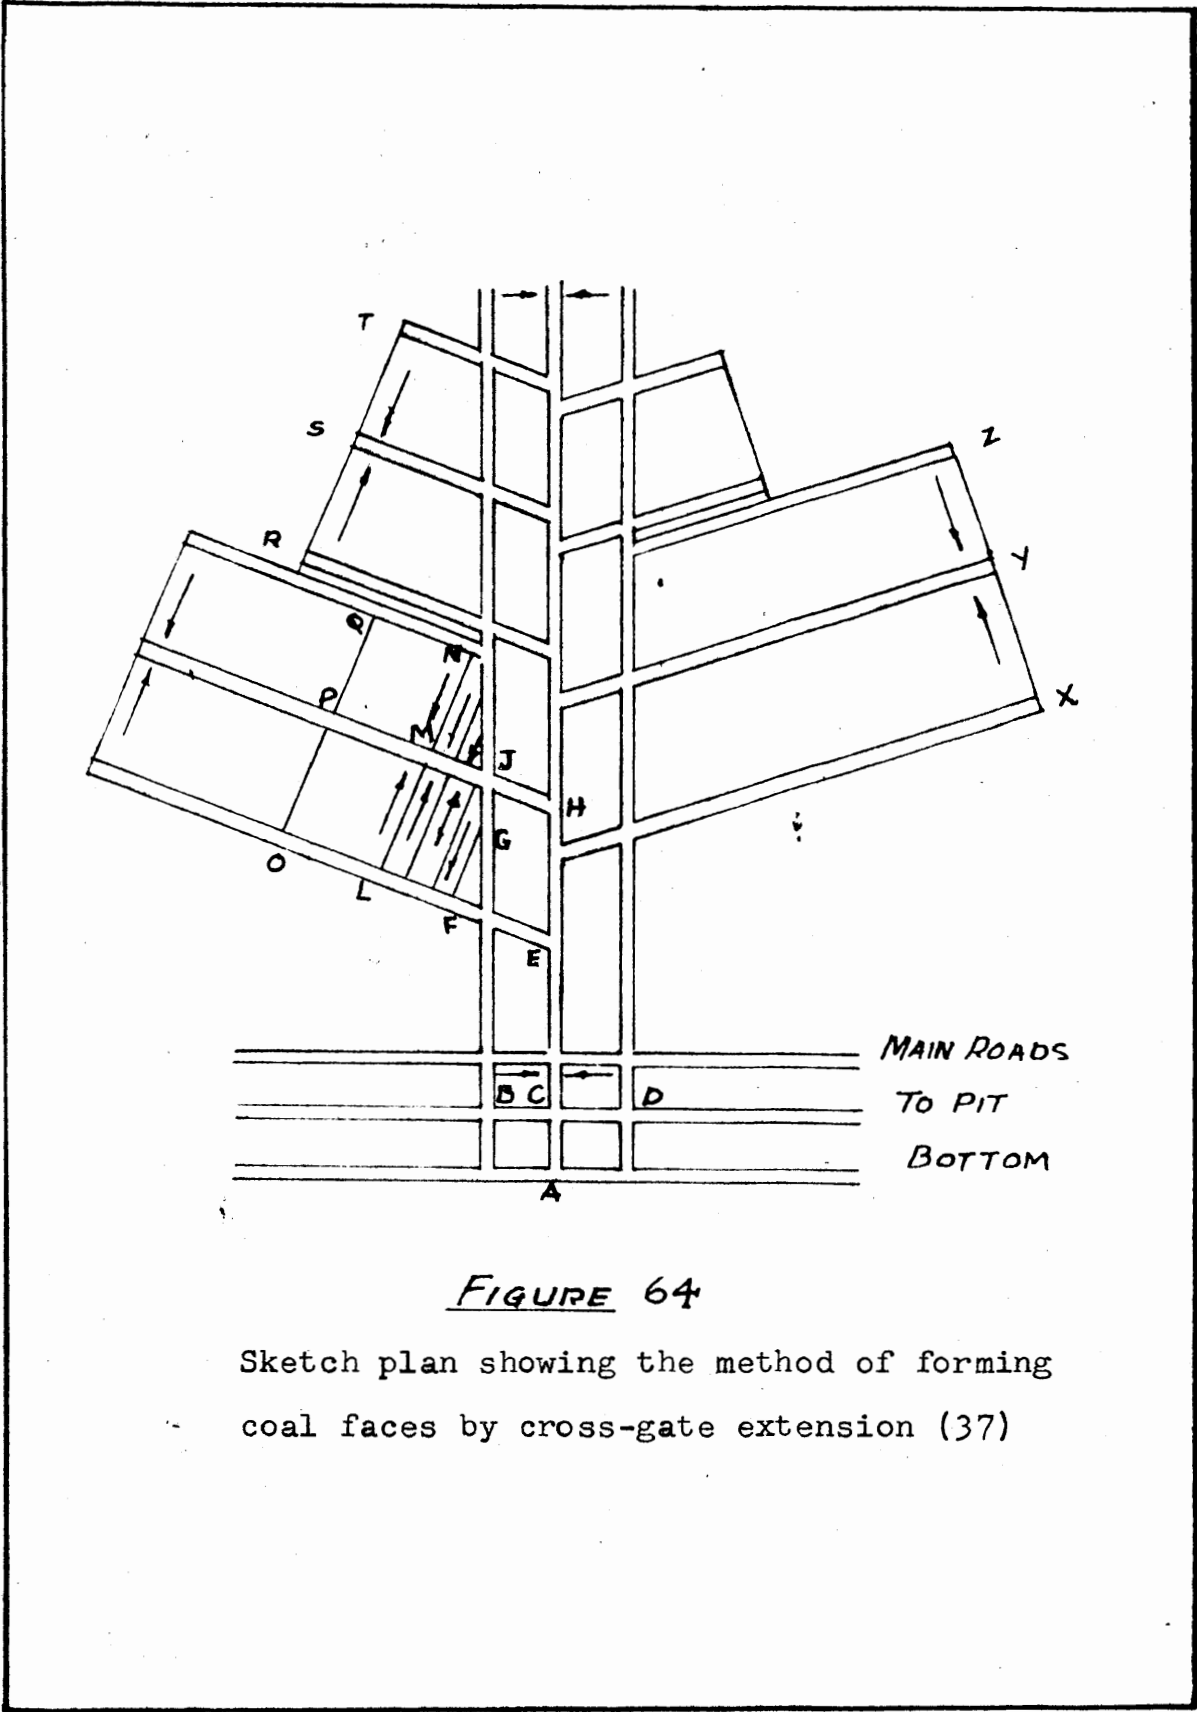 T
S
Z
R
Y
Q
N
P
X
M
J
H
G
O
L
F
E
MAIN ROADS
B C D
TO PIT
BOTTOM
A
FIGURE 64
Sketch plan showing the method of forming
coal faces by cross-gate extension (37)